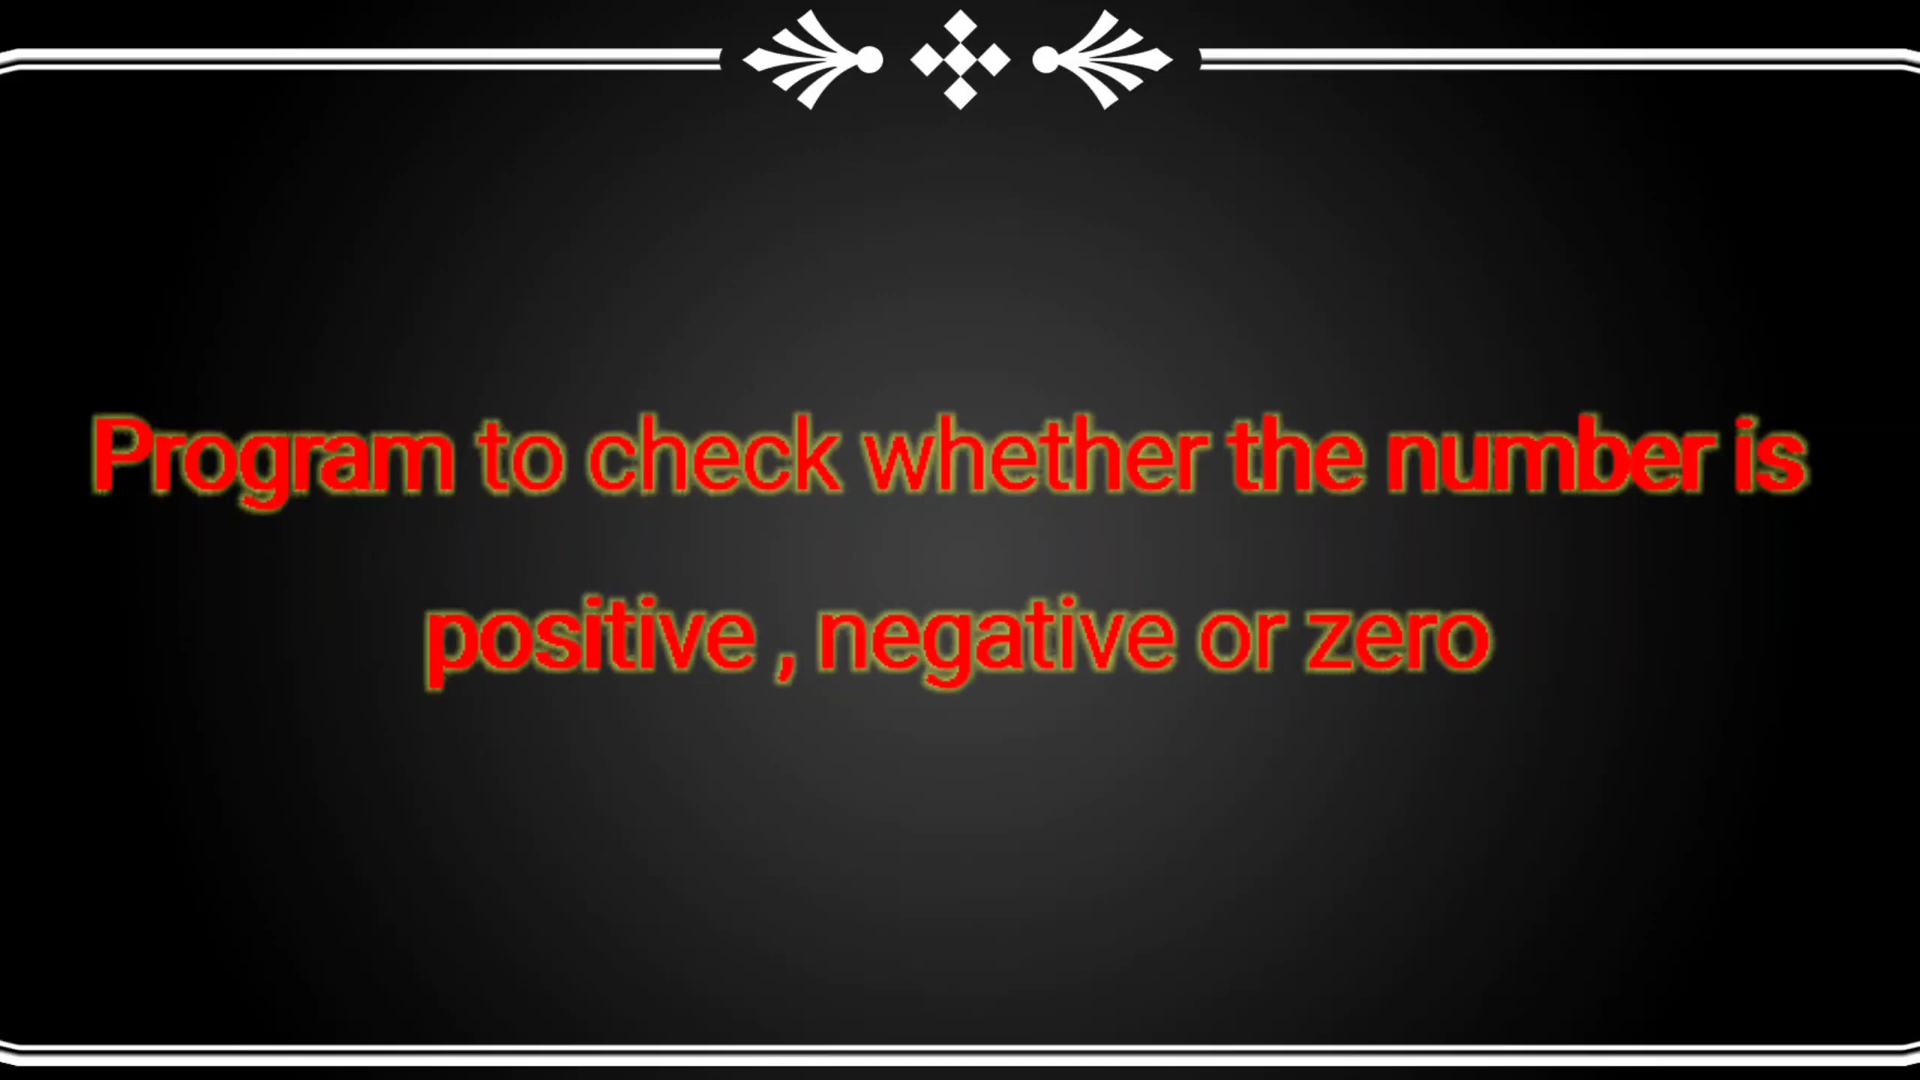 Program to check whether the number is
positive , negative or zero